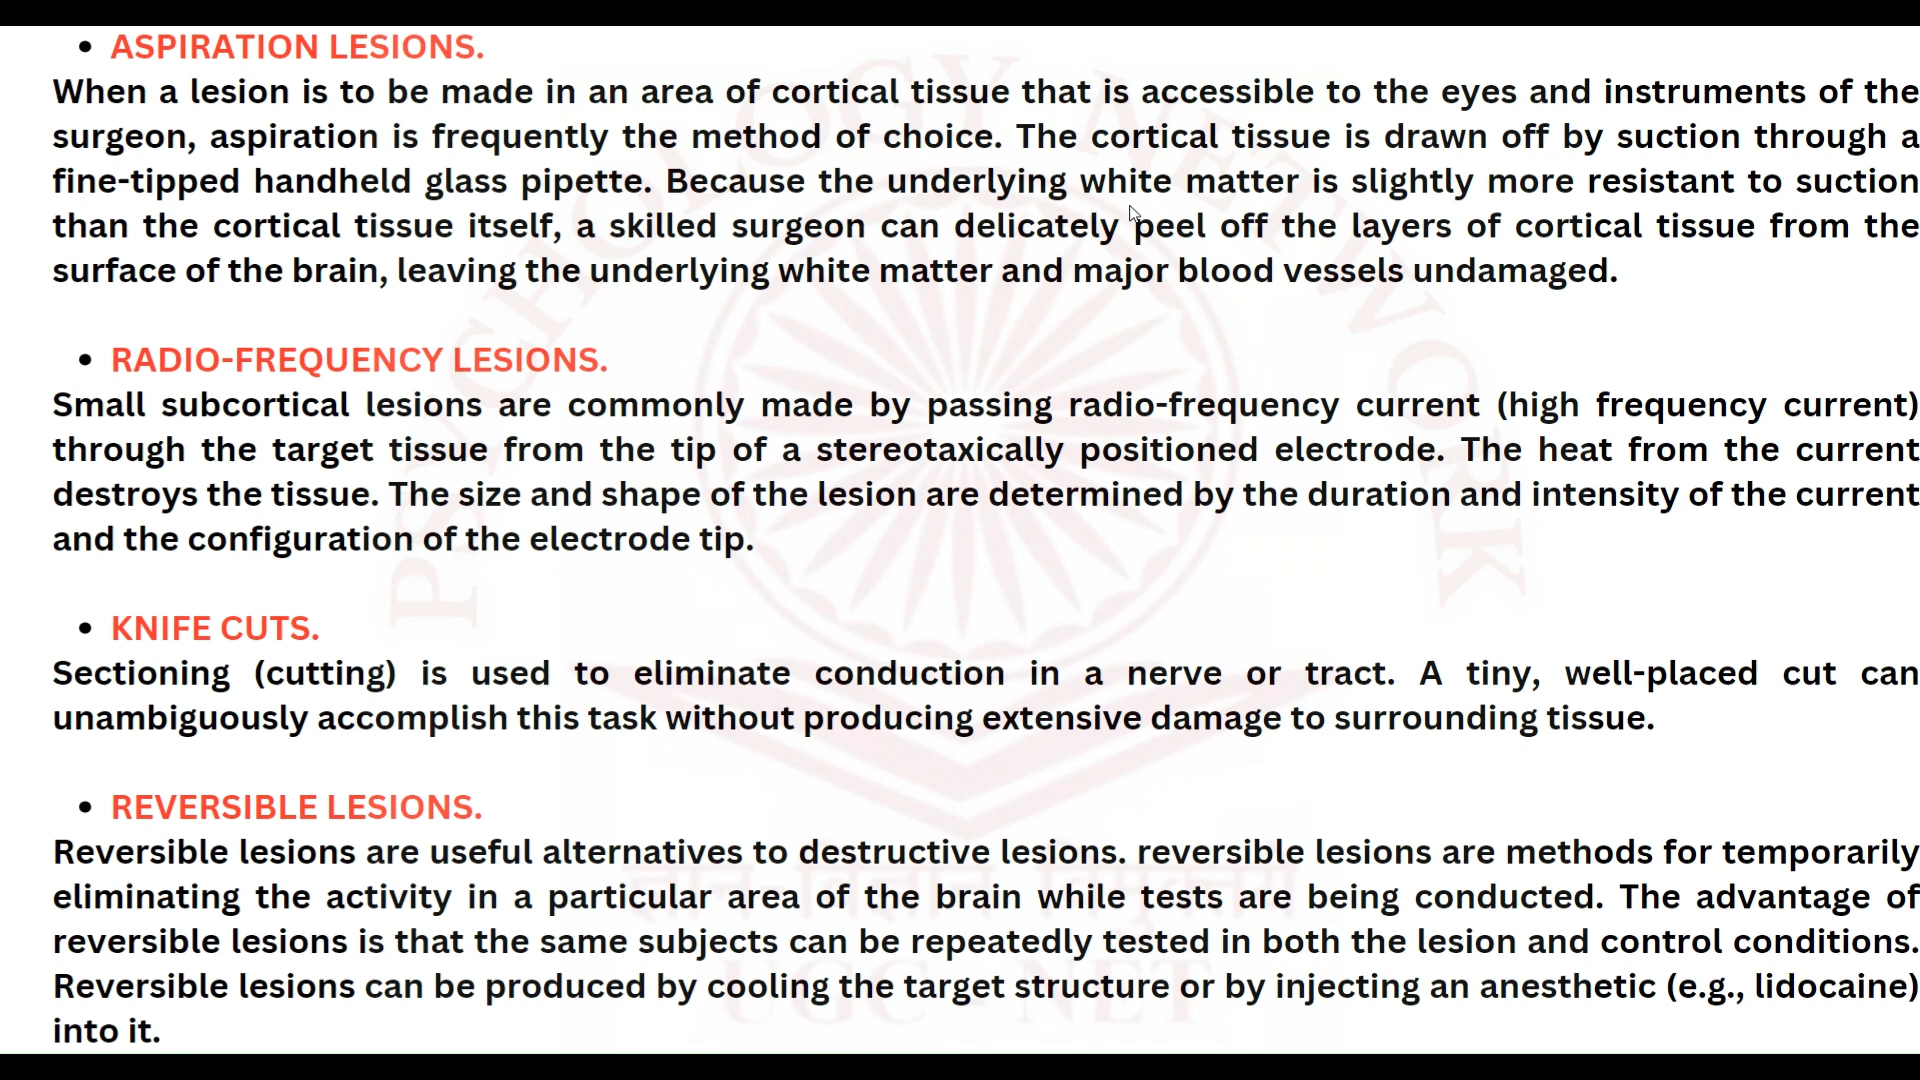 • ASPIRATION LESIONS.
When a lesion is to be made in an area of cortical tissue that is accessible to the eyes and instruments of the
surgeon, aspiration is frequently the method of choice. The cortical tissue is drawn off by suction through a
fine-tipped handheld glass pipette. Because the underlying white matter is slightly more resistant to suction
than the cortical tissue itself, a skilled surgeon can delicately peel off the layers of cortical tissue from the
surface of the brain, leaving the underlying white matter and major blood vessels undamaged.
• RADIO-FREQUENCY LESIONS.
Small subcortical lesions are commonly made by passing radio-frequency current (high frequency current)
through the target tissue from the tip of a stereotaxically positioned electrode. The heat from the current
destroys the tissue. The size and shape of the lesion are determined by the duration and intensity of the current
and the configuration of the electrode tip.
• KNIFE CUTS.
Sectioning (cutting) is used to eliminate conduction in a nerve or tract. A tiny, well-placed cut can
unambiguously accomplish this task without producing extensive damage to surrounding tissue.
• REVERSIBLE LESIONS.
Reversible lesions are useful alternatives to destructive lesions. reversible lesions are methods for temporarily
eliminating the activity in a particular area of the brain while tests are being conducted. The advantage of
reversible lesions is that the same subjects can be repeatedly tested in both the lesion and control conditions.
Reversible lesions can be produced by cooling the target structure or by injecting an anesthetic (e.g., lidocaine)
into it.
PSYCHOLOGY NETWORK
UGC - NET